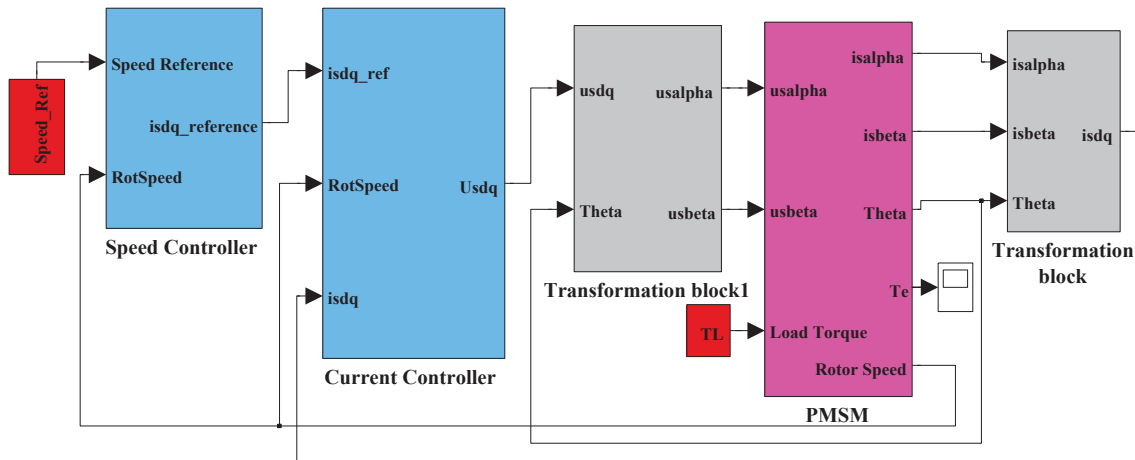 Speed_Ref
Speed Reference
isdq_reference
RotSpeed
Speed Controller
isdq_ref
RotSpeed
Usdq
isdq
Current Controller
usdq
usalpha
Theta
usbeta
Transformation block1
TL
usalpha
isalpha
isbeta
usbeta
Theta
Te
Load Torque
Rotor Speed
PMSM
isalpha
isbeta
isdq
Theta
Transformation
block